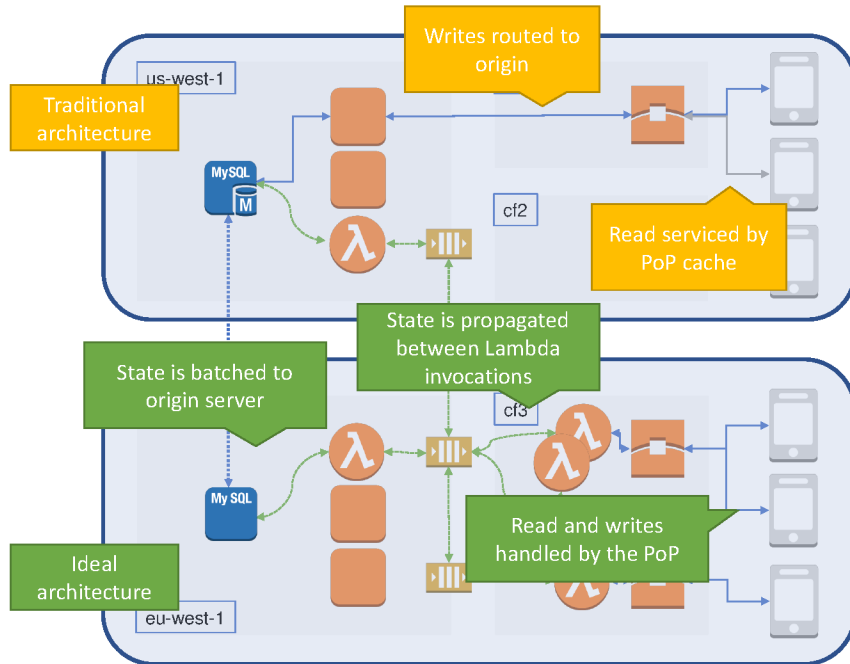 Writes routed to
origin
us-west-1
Traditional
architecture
MySQL
M
cf2
Read serviced by
PoP cache
State is propagated
between Lambda
invocations
State is batched to
origin server
cf3
λ
λ
My SQL
Read and writes
handled by the PoP
Ideal
architecture
eu-west-1